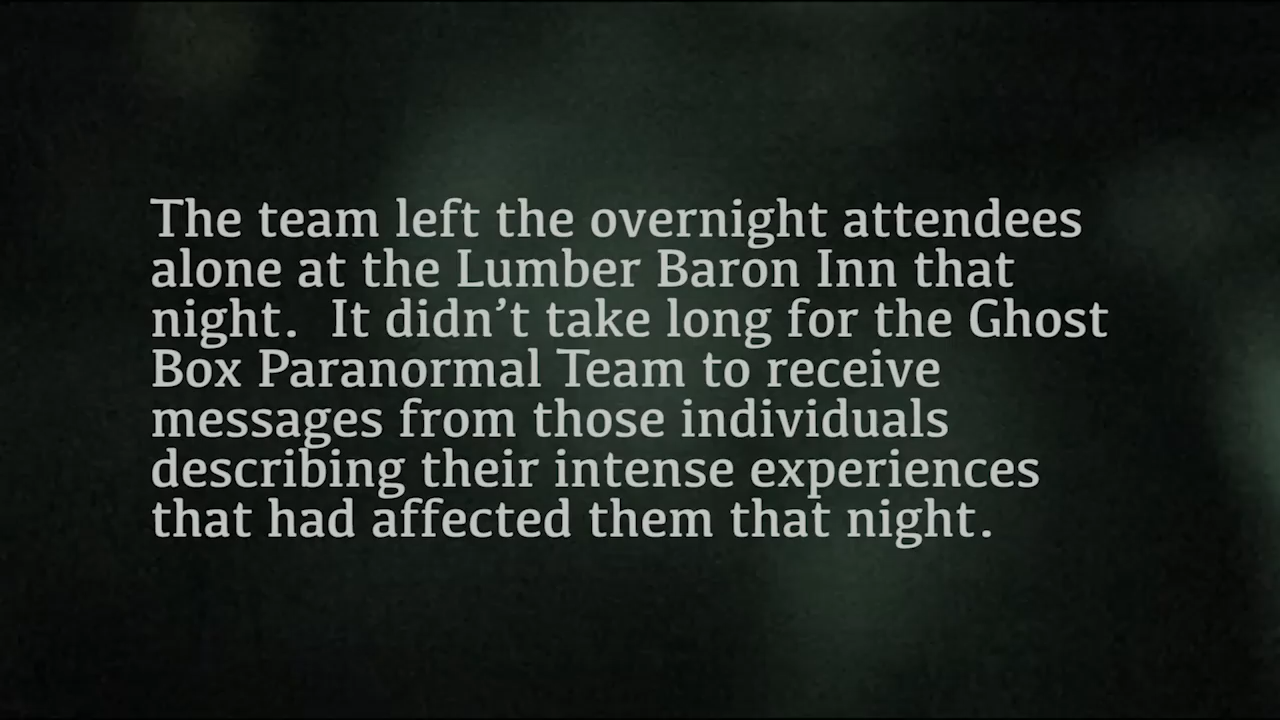 The team left the overnight attendees
alone at the Lumber Baron Inn that
night.  It didn’t take long for the Ghost
Box Paranormal Team to receive
messages from those individuals
describing their intense experiences
that had affected them that night.